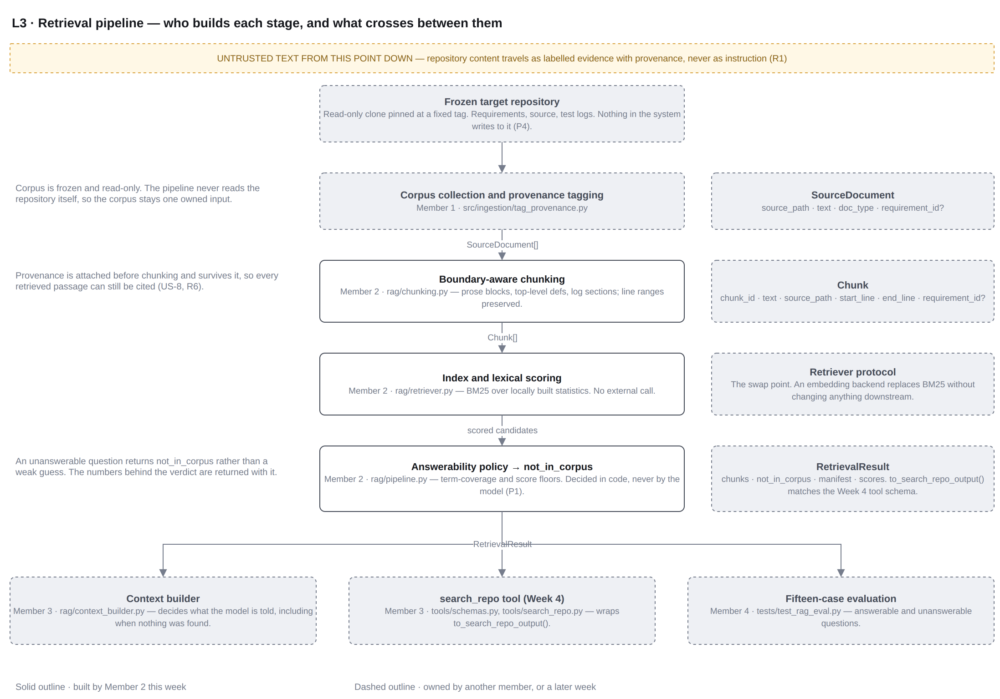 L3 · Retrieval pipeline — who builds each stage, and what crosses between them
UNTRUSTED TEXT FROM THIS POINT DOWN — repository content travels as labelled evidence with provenance, never as instruction (R1)
Frozen target repository
Read-only clone pinned at a fixed tag. Requirements, source, test logs. Nothing in the system
writes to it (P4).
Corpus is frozen and read-only. The pipeline never reads the
repository itself, so the corpus stays one owned input.
Corpus collection and provenance tagging
Member 1 · src/ingestion/tag_provenance.py
SourceDocument
source_path · text · doc_type · requirement_id?
SourceDocument[]
Provenance is attached before chunking and survives it, so every
retrieved passage can still be cited (US-8, R6).
Boundary-aware chunking
Member 2 · rag/chunking.py — prose blocks, top-level defs, log sections; line ranges
preserved.
Chunk
chunk_id · text · source_path · start_line · end_line · requirement_id?
Chunk[]
Index and lexical scoring
Member 2 · rag/retriever.py — BM25 over locally built statistics. No external call.
Retriever protocol
The swap point. An embedding backend replaces BM25 without
changing anything downstream.
scored candidates
An unanswerable question returns not_in_corpus rather than a
weak guess. The numbers behind the verdict are returned with it.
Answerability policy → not_in_corpus
Member 2 · rag/pipeline.py — term-coverage and score floors. Decided in code, never by the
model (P1).
RetrievalResult
chunks · not_in_corpus · manifest · scores. to_search_repo_output()
matches the Week 4 tool schema.
RetrievalResult
Context builder
Member 3 · rag/context_builder.py — decides what the model is told, including
when nothing was found.
search_repo tool (Week 4)
Member 3 · tools/schemas.py, tools/search_repo.py — wraps
to_search_repo_output().
Fifteen-case evaluation
Member 4 · tests/test_rag_eval.py — answerable and unanswerable
questions.
Solid outline · built by Member 2 this week
Dashed outline · owned by another member, or a later week